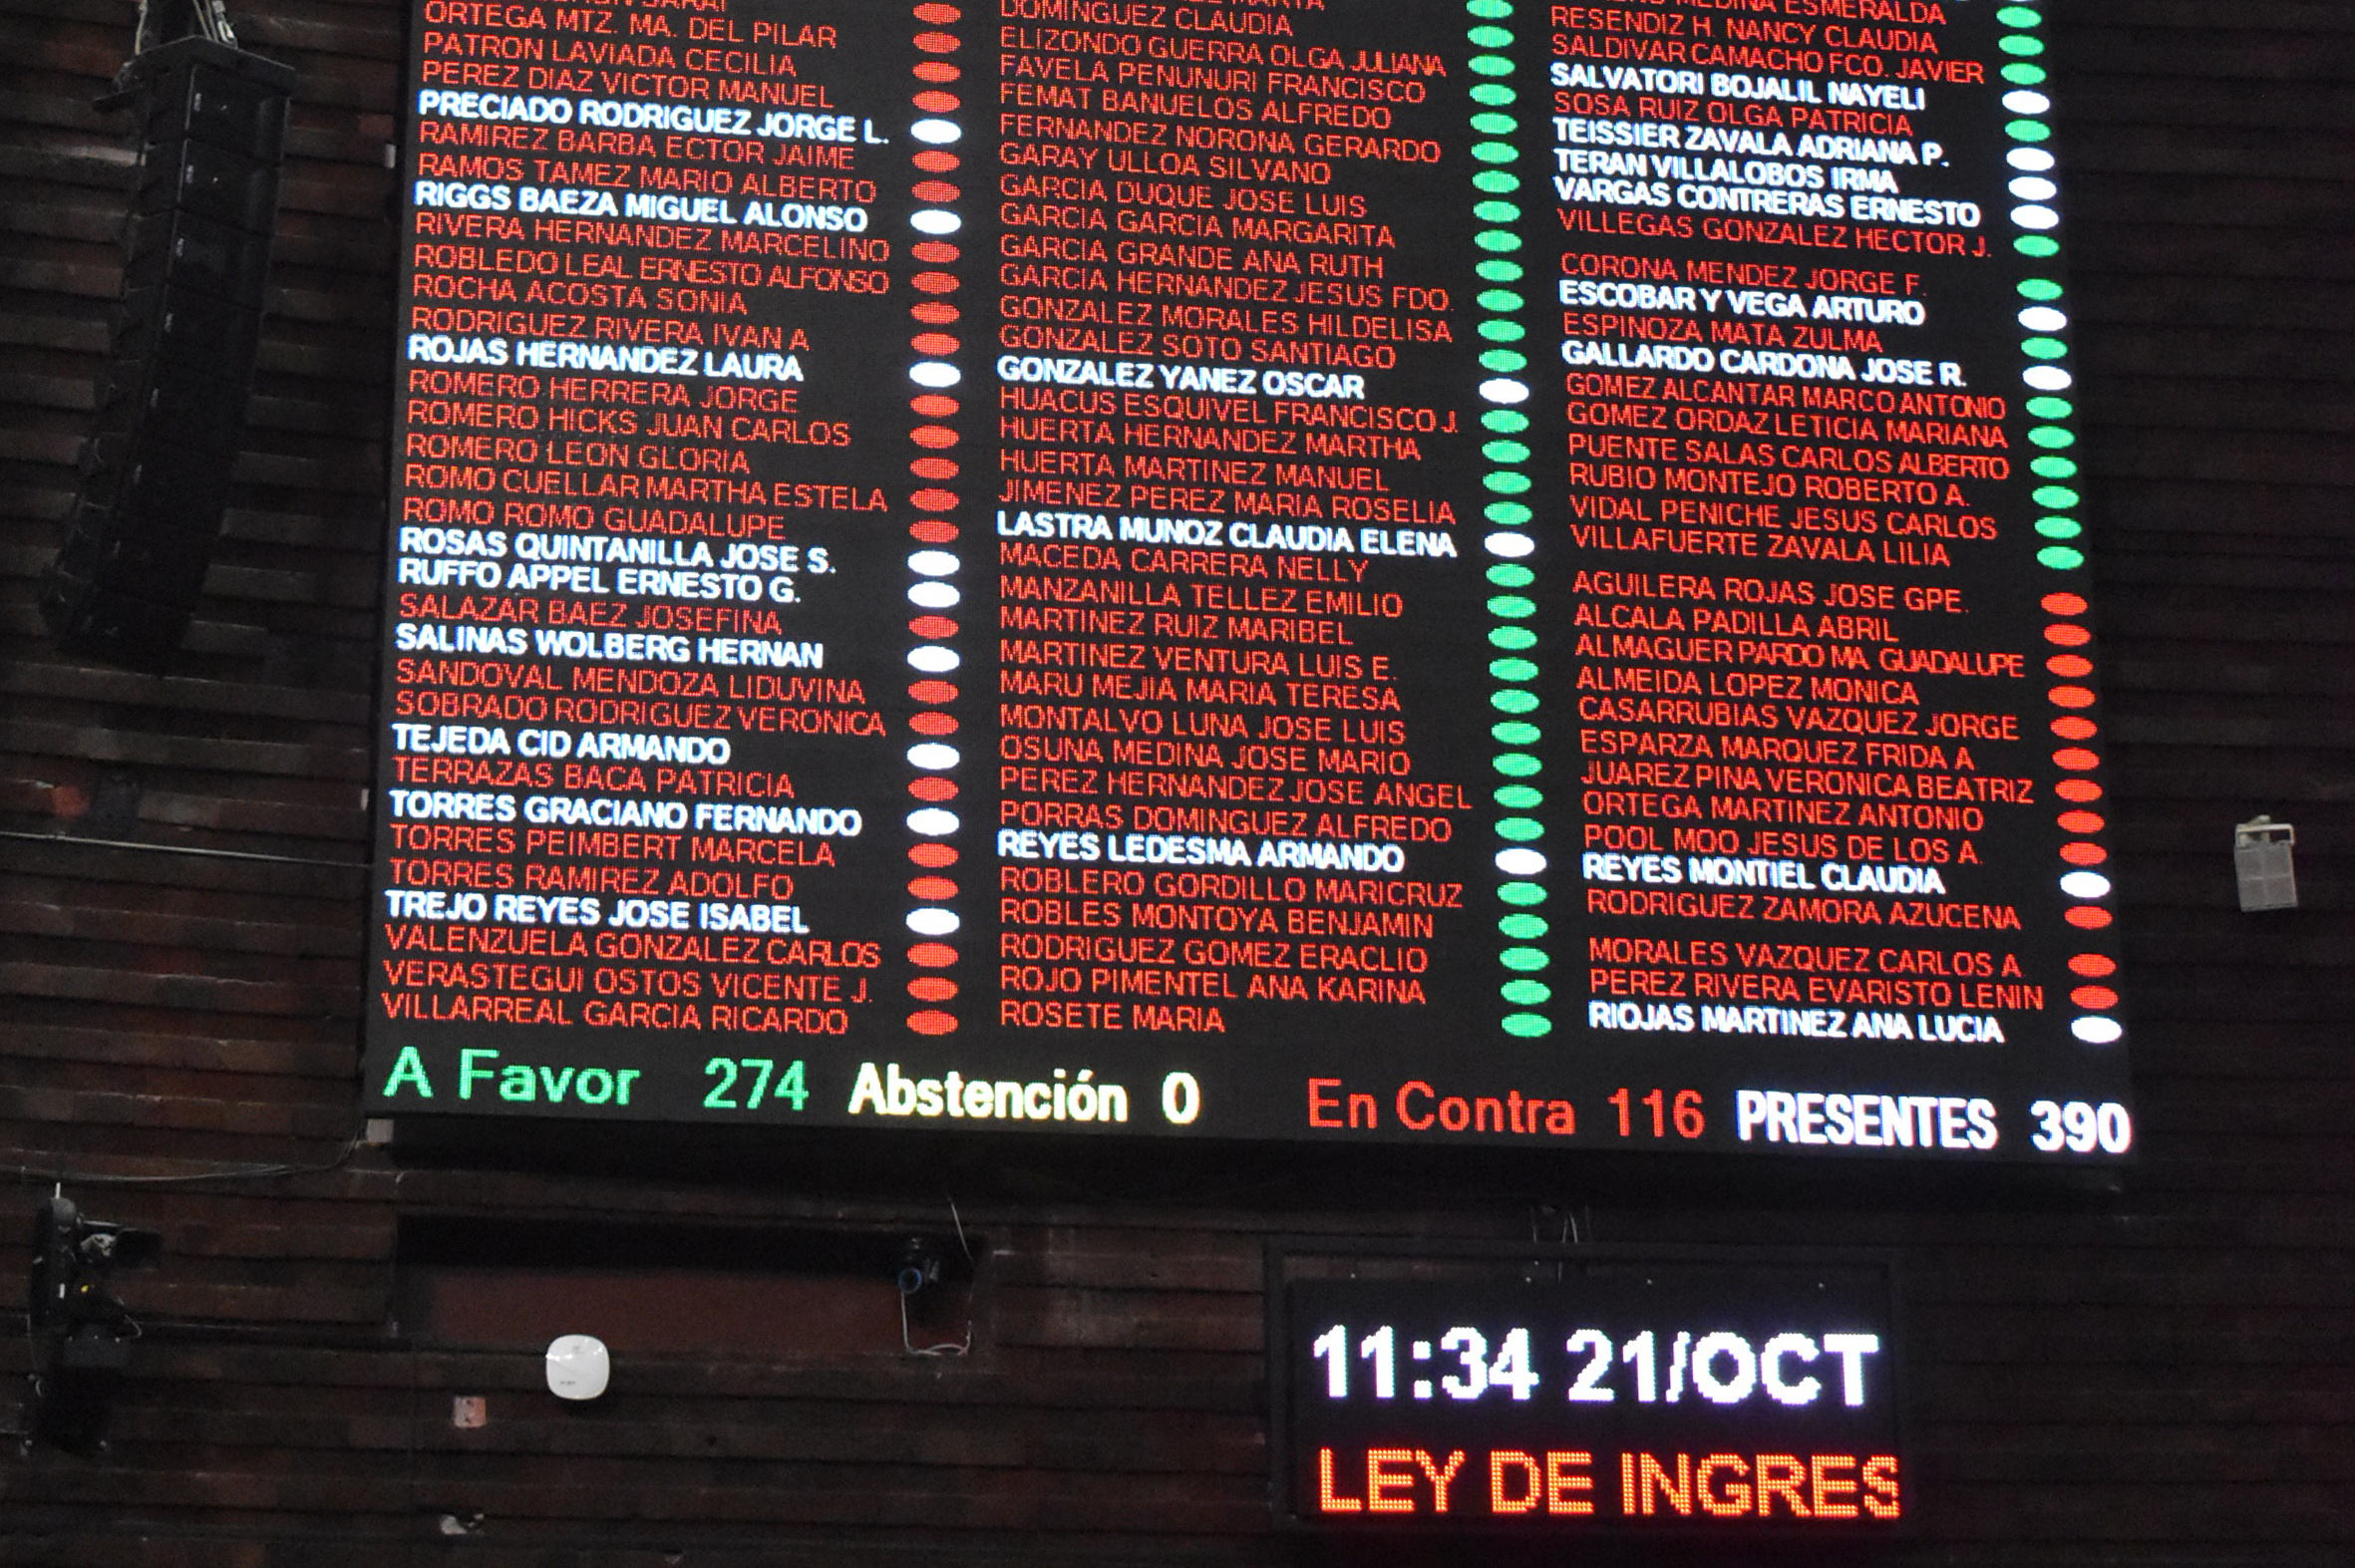 ORTEGA MTZ. MA. DEL PILAR
PATRON LAVIADA CECILIA
PEREZ DIAZ VICTOR MANUEL
PRECIADO RODRIGUEZ JORGE L.
RAMIREZ BARBA ECTOR JAIME
RAMOS TAMEZ MARIO ALBERTO
RIGGS BAEZA MIGUEL ALONSO
RIVERA HERNANDEZ MARCELINO
ROBLEDO LEAL ERNESTO ALFONSO
ROCHA ACOSTA SONIA
RODRIGUEZ RIVERA IVAN A
ROJAS HERNANDEZ LAURA
ROMERO HERRERA JORGE
ROMERO HICKS JUAN CARLOS
ROMERO LEON GLORIA
ROMO CUELLAR MARTHA ESTELA
ROMO ROMO GUADALUPE
ROSAS QUINTANILLA JOSE S.
RUFFO APPEL ERNESTO G.
SALAZAR BAEZ JOSEFINA
SALINAS WOLBERG HERNAN
SANDOVAL MENDOZA LIDUVINA
SOBRADO RODRIGUEZ VERONICA
TEJEDA CID ARMANDO
TERRAZAS BACA PATRICIA
TORRES GRACIANO FERNANDO
TORRES PEIMBERT MARCELA
TORRES RAMIREZ ADOLFO
TREJO REYES JOSE ISABEL
VALENZUELA GONZALEZ CARLOS
VERASTEGUI OSTOS VICENTE J.
VILLARREAL GARCIA RICARDO
DOMINGUEZ CLAUDIA
ELIZONDO GUERRA OLGA JULIANA
FAVELA PENUNURI FRANCISCO
FEMAT BANUELOS ALFREDO
FERNANDEZ NORONA GERARDO
GARAY ULLOA SILVANO
GARCIA DUQUE JOSE LUIS
GARCIA GARCIA MARGARITA
GARCIA GRANDE ANA RUTH
GARCIA HERNANDEZ JESUS FDO.
GONZALEZ MORALES HILDELISA
GONZALEZ SOTO SANTIAGO
GONZALEZ YANEZ OSCAR
HUACUS ESQUIVEL FRANCISCO J.
HUERTA HERNANDEZ MARTHA
HUERTA MARTINEZ MANUEL
JIMENEZ PEREZ MARIA ROSELIA
LASTRA MUNOZ CLAUDIA ELENA
MACEDA CARRERA NELLY
MANZANILLA TELLEZ EMILIO
MARTINEZ RUIZ MARIBEL
MARTINEZ VENTURA LUIS E.
MARU MEJIA MARIA TERESA
MONTALVO LUNA JOSE LUIS
OSUNA MEDINA JOSE MARIO
PEREZ HERNANDEZ JOSE ANGEL
PORRAS DOMINGUEZ ALFREDO
REYES LEDESMA ARMANDO
ROBLERO GORDILLO MARICRUZ
ROBLES MONTOYA BENJAMIN
RODRIGUEZ GOMEZ ERACLIO
ROJO PIMENTEL ANA KARINA
ROSETE MARIA
MEDINA ESMERALDA
RESENDIZ H. NANCY CLAUDIA
SALDIVAR CAMACHO FCO. JAVIER
SALVATORI BOJALIL NAYELI
SOSA RUIZ OLGA PATRICIA
TEISSIER ZAVALA ADRIANA P.
TERAN VILLALOBOS IRMA
VARGAS CONTRERAS ERNESTO
VILLEGAS GONZALEZ HECTOR J.
CORONA MENDEZ JORGE F.
ESCOBAR Y VEGA ARTURO
ESPINOZA MATA ZULMA
GALLARDO CARDONA JOSE R.
GOMEZ ALCANTAR MARCO ANTONIO
GOMEZ ORDAZ LETICIA MARIANA
PUENTE SALAS CARLOS ALBERTO
RUBIO MONTEJO ROBERTO A.
VIDAL PENICHE JESUS CARLOS
VILLAFUERTE ZAVALA LILIA
AGUILERA ROJAS JOSE GPE.
ALCALA PADILLA ABRIL
ALMAGUER PARDO MA. GUADALUPE
ALMEIDA LOPEZ MONICA
CASARRUBIAS VAZQUEZ JORGE
ESPARZA MARQUEZ FRIDA A
JUAREZ PINA VERONICA BEATRIZ
ORTEGA MARTINEZ ANTONIO
POOL MOO JESUS DE LOS A.
REYES MONTIEL CLAUDIA
RODRIGUEZ ZAMORA AZUCENA
MORALES VAZQUEZ CARLOS A.
PEREZ RIVERA EVARISTO LENIN
RIOJAS MARTINEZ ANA LUCIA
A Favor 274 Abstención 0 En Contra 116 PRESENTES 390
11:34 21/OCT
LEY DE INGRES